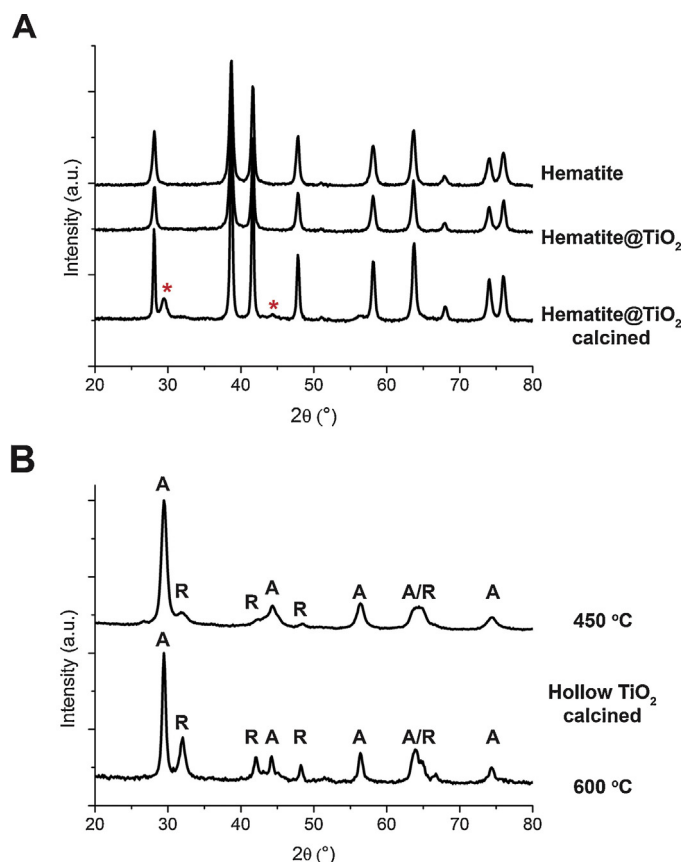 A
Intensity (a.u.)
Hematite
Hematite@TiO₂
*
*
Hematite@TiO₂
calcined
20 30 40 50 60 70 80
2θ (°)
B
Intensity (a.u.)
A
R
R
A
R
A
A/R
A
450 °C
Hollow TiO₂
calcined
A
R
R
A
R
A
A/R
A
600 °C
20 30 40 50 60 70 80
2θ (°)